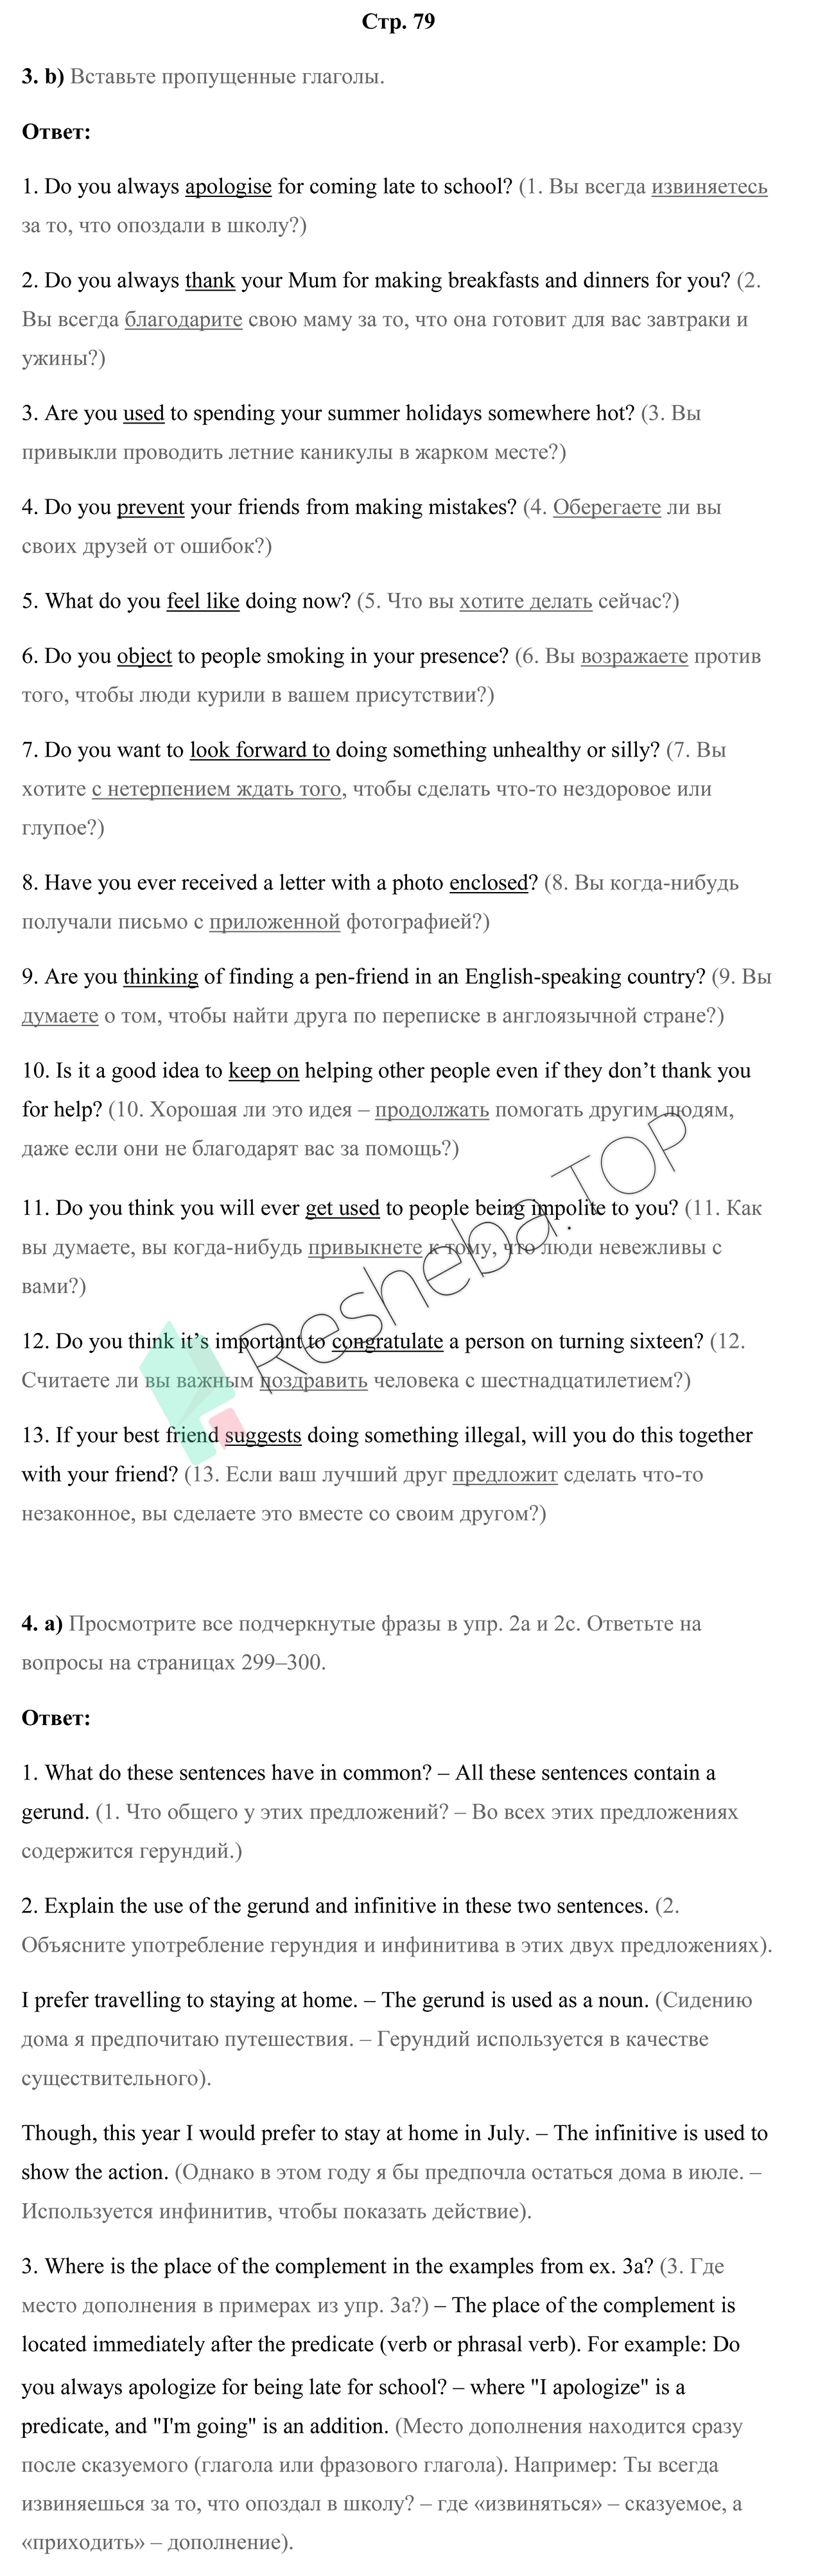 Стр. 79
3. b) Вставьте пропущенные глаголы.
Ответ:
1. Do you always apologise for coming late to school? (1. Вы всегда извиняетесь
за то, что опоздали в школу?)
2. Do you always thank your Mum for making breakfasts and dinners for you? (2.
Вы всегда благодарите свою маму за то, что она готовит для вас завтраки и
ужины?)
3. Are you used to spending your summer holidays somewhere hot? (3. Вы
привыкли проводить летние каникулы в жарком месте?)
4. Do you prevent your friends from making mistakes? (4. Оберегаете ли вы
своих друзей от ошибок?)
5. What do you feel like doing now? (5. Что вы хотите делать сейчас?)
6. Do you object to people smoking in your presence? (6. Вы возражаете против
того, чтобы люди курили в вашем присутствии?)
7. Do you want to look forward to doing something unhealthy or silly? (7. Вы
хотите с нетерпением ждать того, чтобы сделать что-то нездоровое или
глупое?)
8. Have you ever received a letter with a photo enclosed? (8. Вы когда-нибудь
получали письмо с приложенной фотографией?)
9. Are you thinking of finding a pen-friend in an English-speaking country? (9. Вы
думаете о том, чтобы найти друга по переписке в англоязычной стране?)
10. Is it a good idea to keep on helping other people even if they don’t thank you
for help? (10. Хорошая ли это идея – продолжать помогать другим людям,
даже если они не благодарят вас за помощь?)
11. Do you think you will ever get used to people being impolite to you? (11. Как
вы думаете, вы когда-нибудь привыкнете к тому, что люди невежливы с
вами?)
Resheba.TOP
12. Do you think it’s important to congratulate a person on turning sixteen? (12.
Считаете ли вы важным поздравить человека с шестнадцатилетием?)
13. If your best friend suggests doing something illegal, will you do this together
with your friend? (13. Если ваш лучший друг предложит сделать что-то
незаконное, вы сделаете это вместе со своим другом?)
4. a) Просмотрите все подчеркнутые фразы в упр. 2a и 2c. Ответьте на
вопросы на страницах 299–300.
Ответ:
1. What do these sentences have in common? – All these sentences contain a
gerund. (1. Что общего у этих предложений? – Во всех этих предложениях
содержится герундий.)
2. Explain the use of the gerund and infinitive in these two sentences. (2.
Объясните употребление герундия и инфинитива в этих двух предложениях).
I prefer travelling to staying at home. – The gerund is used as a noun. (Сидению
дома я предпочитаю путешествия. – Герундий используется в качестве
существительного).
Though, this year I would prefer to stay at home in July. – The infinitive is used to
show the action. (Однако в этом году я бы предпочла остаться дома в июле. –
Используется инфинитив, чтобы показать действие).
3. Where is the place of the complement in the examples from ex. 3a? (3. Где
место дополнения в примерах из упр. 3a?) – The place of the complement is
located immediately after the predicate (verb or phrasal verb). For example: Do
you always apologize for being late for school? – where "I apologize" is a
predicate, and "I'm going" is an addition. (Место дополнения находится сразу
после сказуемого (глагола или фразового глагола). Например: Ты всегда
извиняешься за то, что опоздал в школу? – где «извиняться» – сказуемое, а
«приходить» – дополнение).